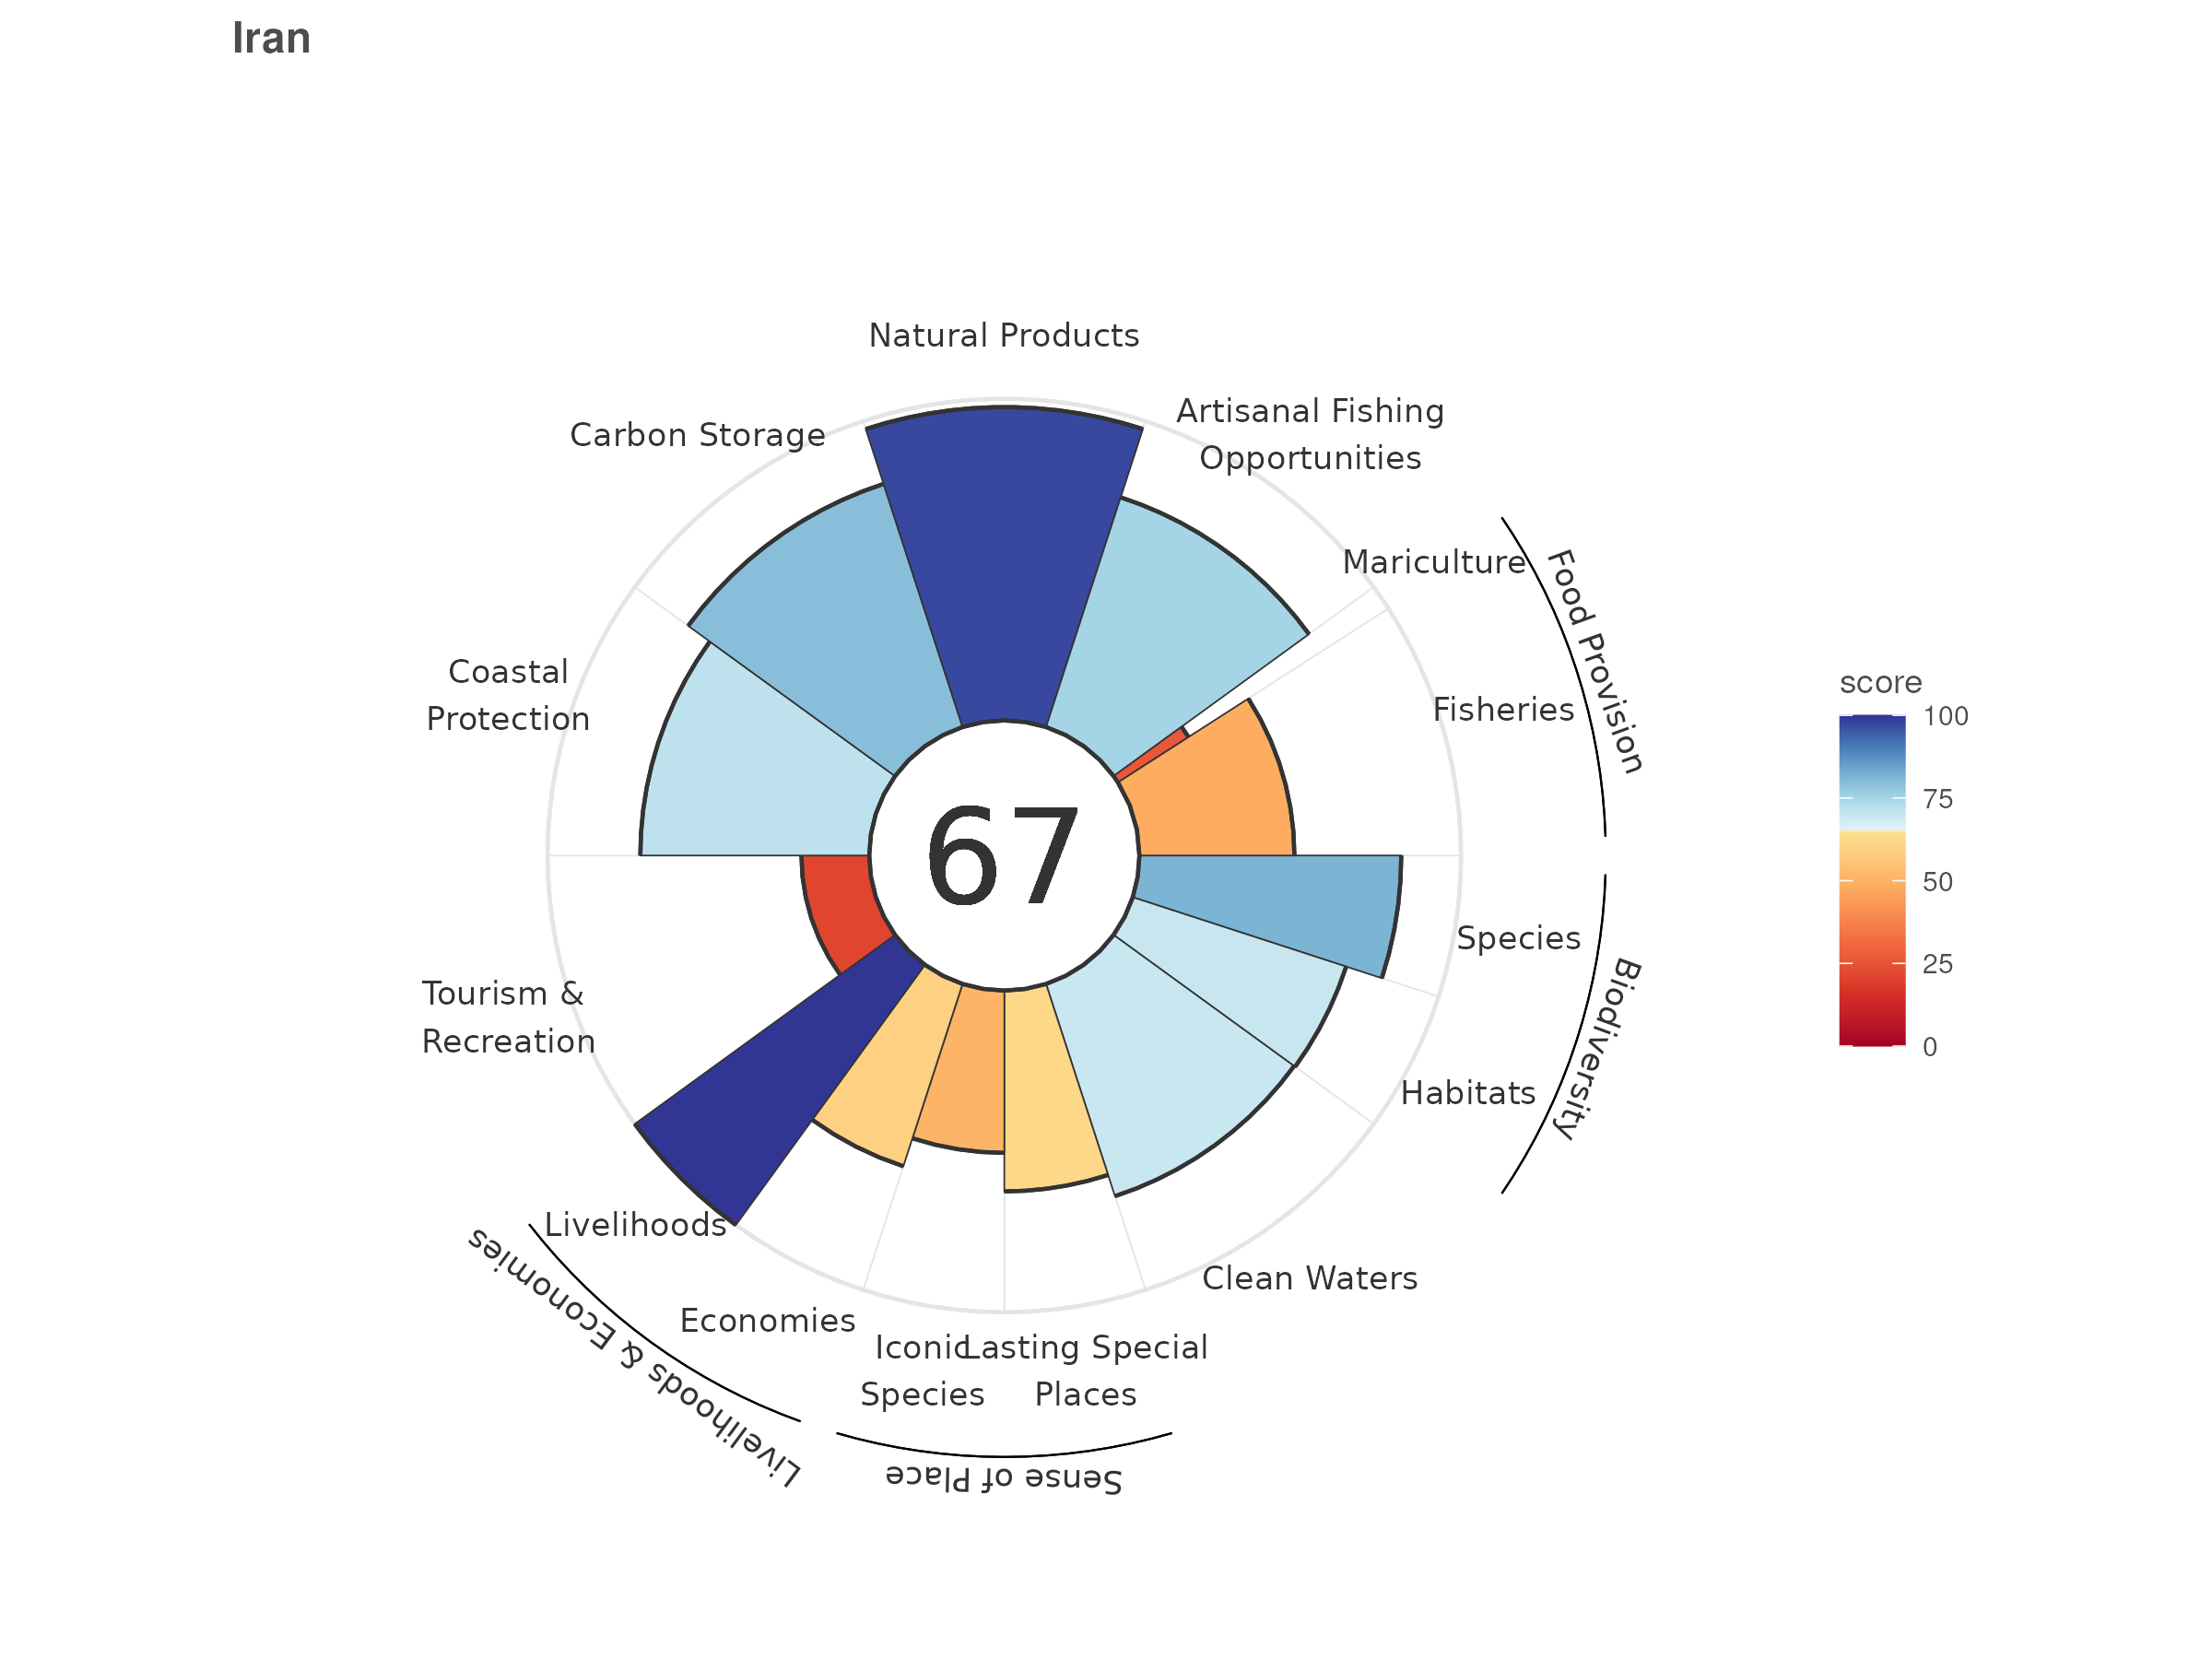 Iran
Natural Products
Artisanal Fishing
Opportunities
Carbon Storage
Mariculture
Food Provision
Fisheries
Coastal
Protection
score
100
75
50
25
0
67
Species
Biodiversity
Habitats
Tourism &
Recreation
Livelihoods
Livelihoods & Economies
Clean Waters
Economies
Iconic
Species
Lasting Special
Places
Sense of Place